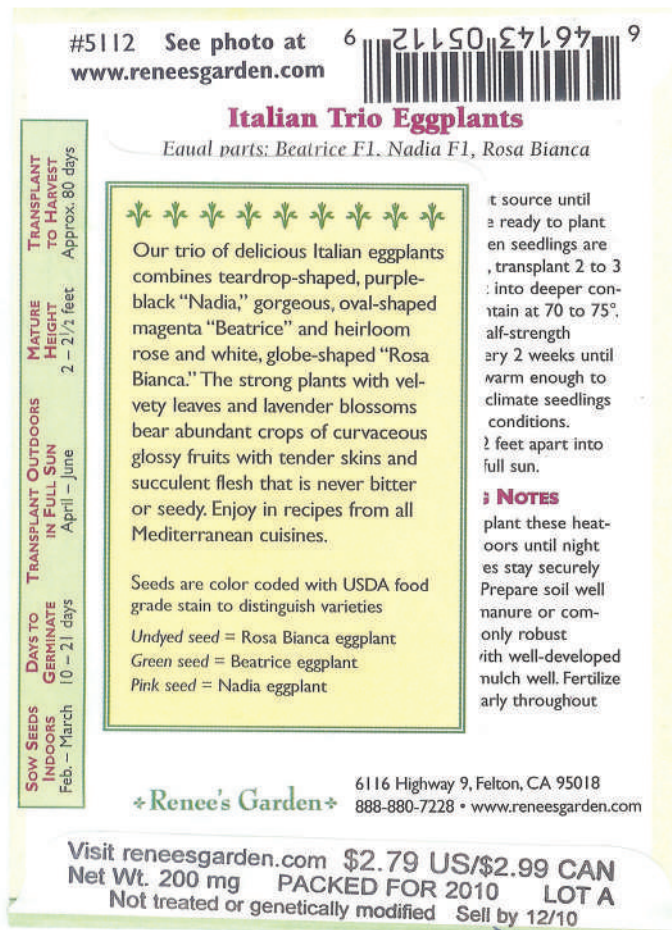 #5112 See photo at
www.reneesgarden.com
6 46143 05112 9
Italian Trio Eggplants
Equal parts: Beatrice F1, Nadia F1, Rosa Bianca
SOW SEEDS INDOORS
Feb. – March
DAYS TO GERMINATE
10 – 21 days
TRANSPLANT OUTDOORS IN FULL SUN
April – June
MATURE HEIGHT
2 – 2½ feet
TRANSPLANT TO HARVEST
Approx. 80 days
Our trio of delicious Italian eggplants
combines teardrop-shaped, purple-
black “Nadia,” gorgeous, oval-shaped
magenta “Beatrice” and heirloom
rose and white, globe-shaped “Rosa
Bianca.” The strong plants with vel-
vety leaves and lavender blossoms
bear abundant crops of curvaceous
glossy fruits with tender skins and
succulent flesh that is never bitter
or seedy. Enjoy in recipes from all
Mediterranean cuisines.
Seeds are color coded with USDA food
grade stain to distinguish varieties
Undyed seed = Rosa Bianca eggplant
Green seed = Beatrice eggplant
Pink seed = Nadia eggplant
t source until
ready to plant
en seedlings are
, transplant 2 to 3
into deeper con-
ntain at 70 to 75°.
alf-strength
ery 2 weeks until
warm enough to
climate seedlings
conditions.
2 feet apart into
full sun.
NOTES
plant these heat-
oors until night
es stay securely
Prepare soil well
manure or com-
only robust
with well-developed
mulch well. Fertilize
arly throughout
Renee's Garden
6116 Highway 9, Felton, CA 95018
888-880-7228 • www.reneesgarden.com
Visit reneesgarden.com $2.79 US/$2.99 CAN
Net Wt. 200 mg PACKED FOR 2010 LOT A
Not treated or genetically modified Sell by 12/10